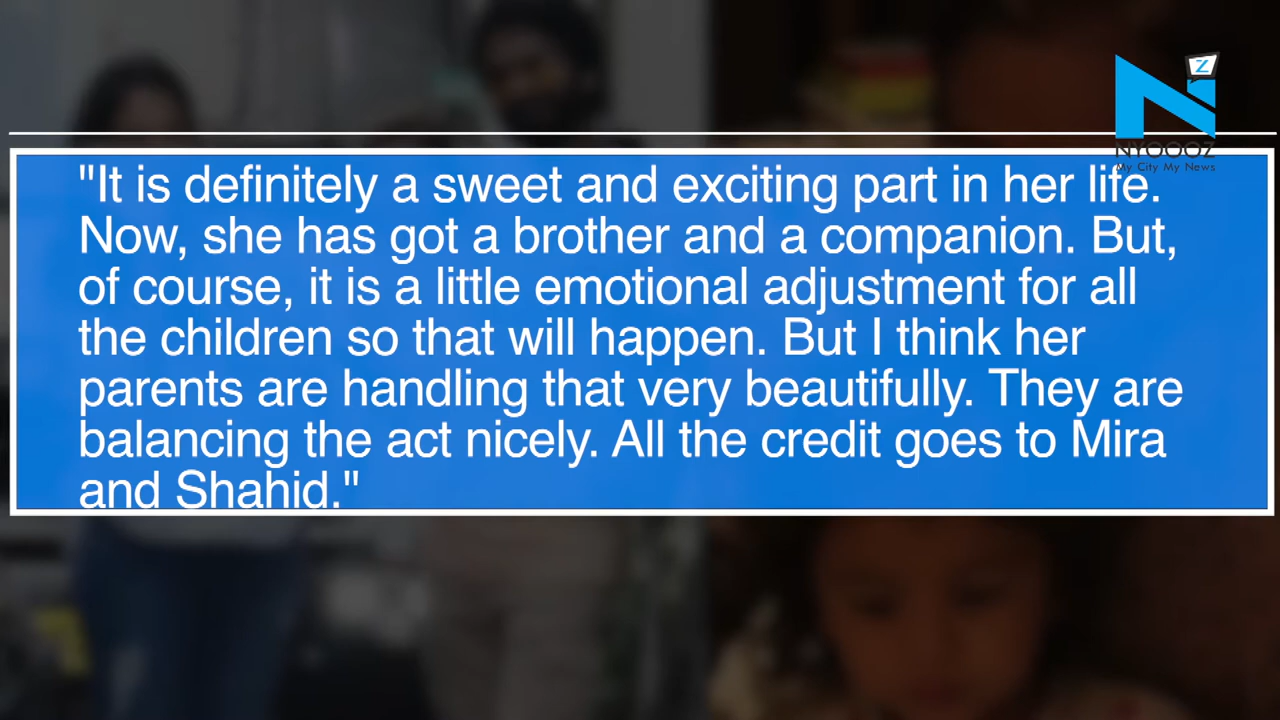 Z
NYOOOZ
My City My News
"It is definitely a sweet and exciting part in her life.
Now, she has got a brother and a companion. But,
of course, it is a little emotional adjustment for all
the children so that will happen. But I think her
parents are handling that very beautifully. They are
balancing the act nicely. All the credit goes to Mira
and Shahid."